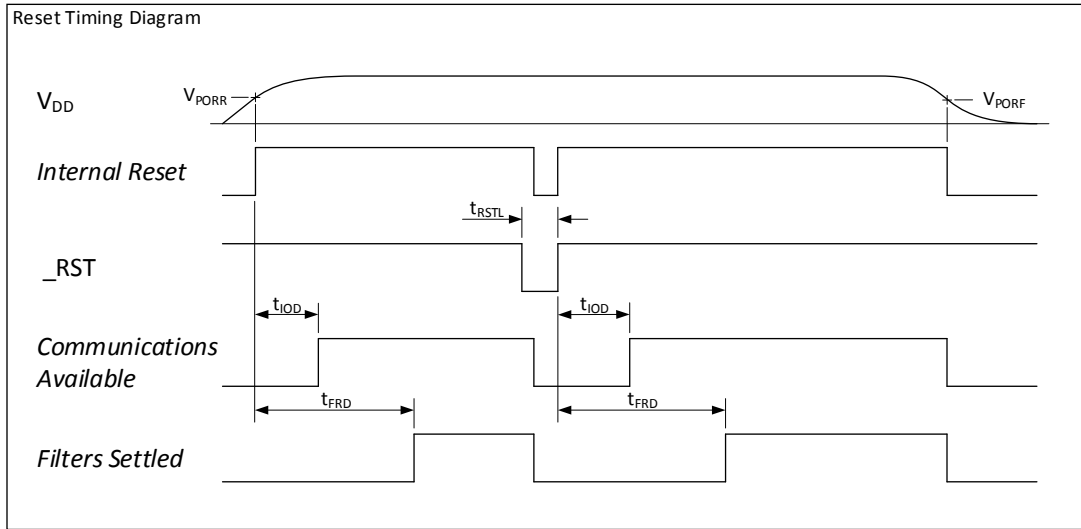 Reset Timing Diagram
VDD
VPORR
VPORF
Internal Reset
tRSTL
_RST
tIOD
tIOD
Communications
Available
tFRD
tFRD
Filters Settled